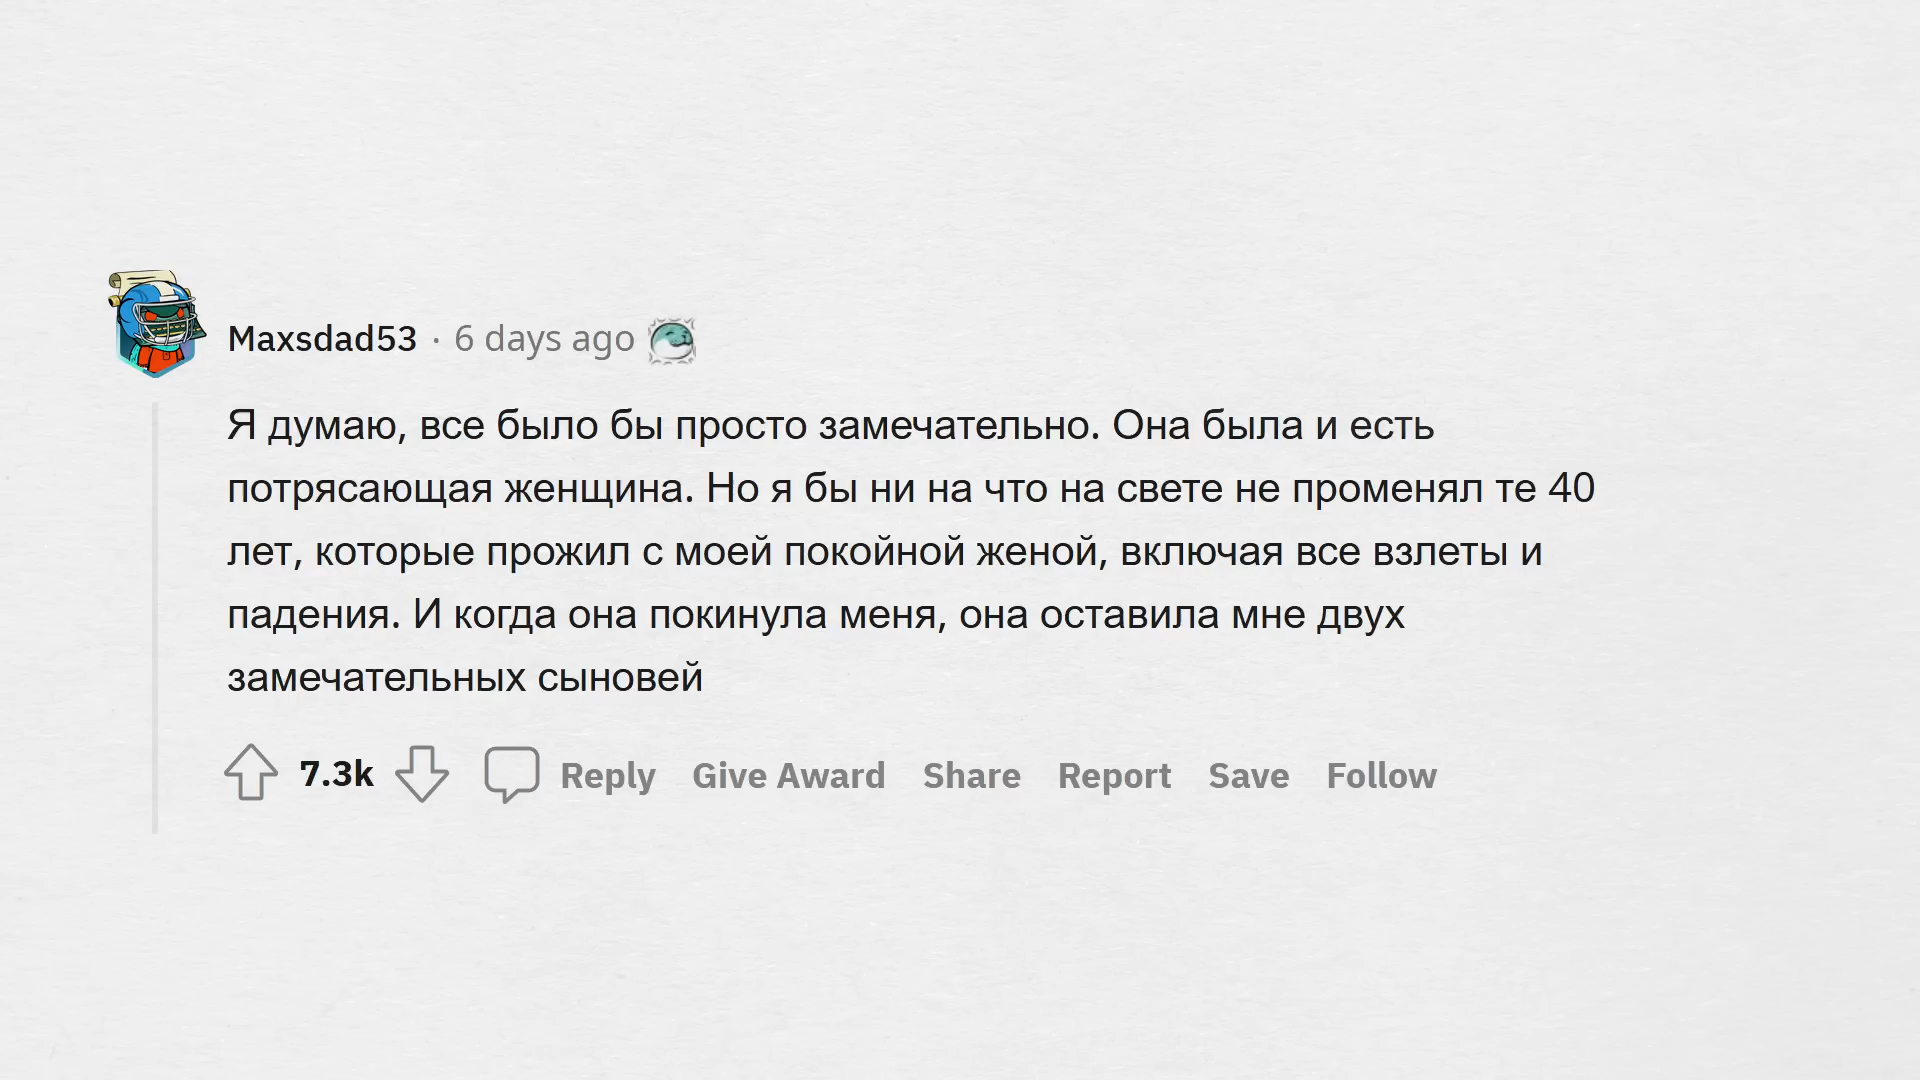 Maxsdad53 · 6 days ago
Я думаю, все было бы просто замечательно. Она была и есть
потрясающая женщина. Но я бы ни на что на свете не променял те 40
лет, которые прожил с моей покойной женой, включая все взлеты и
падения. И когда она покинула меня, она оставила мне двух
замечательных сыновей
7.3k Reply Give Award Share Report Save Follow